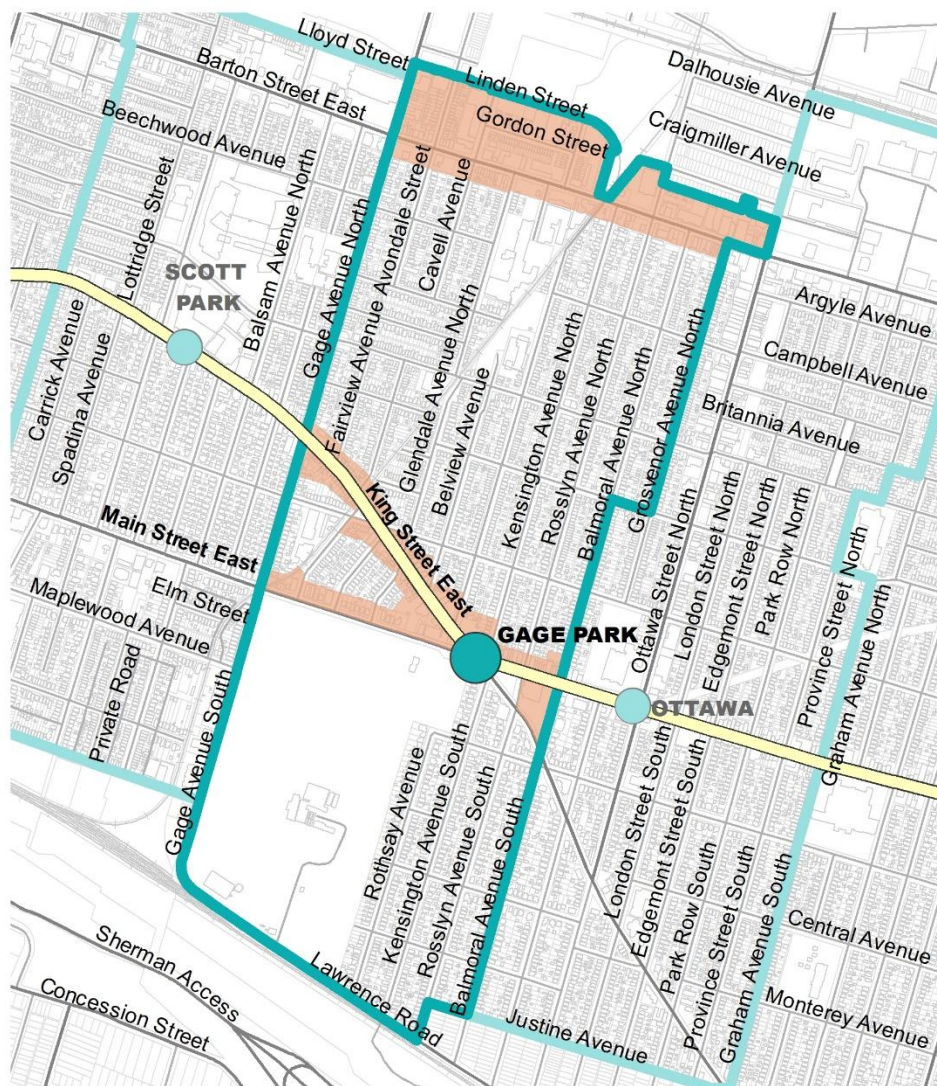 Lloyd Street
Linden Street
Dalhousie Avenue
Barton Street East
Gordon Street
Craigmiller Avenue
Beechwood Avenue
Lottridge Street
Balsam Avenue North
Gage Avenue North
Fairview Avenue
Avondale Street
Cavell Avenue
SCOTT
PARK
Argyle Avenue
Campbell Avenue
Britannia Avenue
Carrick Avenue
Spadina Avenue
Glendale Avenue North
Belview Avenue
Kensington Avenue North
Rosslyn Avenue North
Balmoral Avenue North
Grosvenor Avenue North
Ottawa Street North
London Street North
Edgemont Street North
Park Row North
Province Street North
Graham Avenue North
Main Street East
King Street East
Elm Street
Maplewood Avenue
Private Road
GAGE PARK
OTTAWA
Gage Avenue South
Rothsay Avenue
Kensington Avenue South
Rosslyn Avenue South
Balmoral Avenue South
London Street South
Edgemont Street South
Park Row South
Province Street South
Graham Avenue South
Central Avenue
Monterey Avenue
Sherman Access
Concession Street
Lawrence Road
Justine Avenue